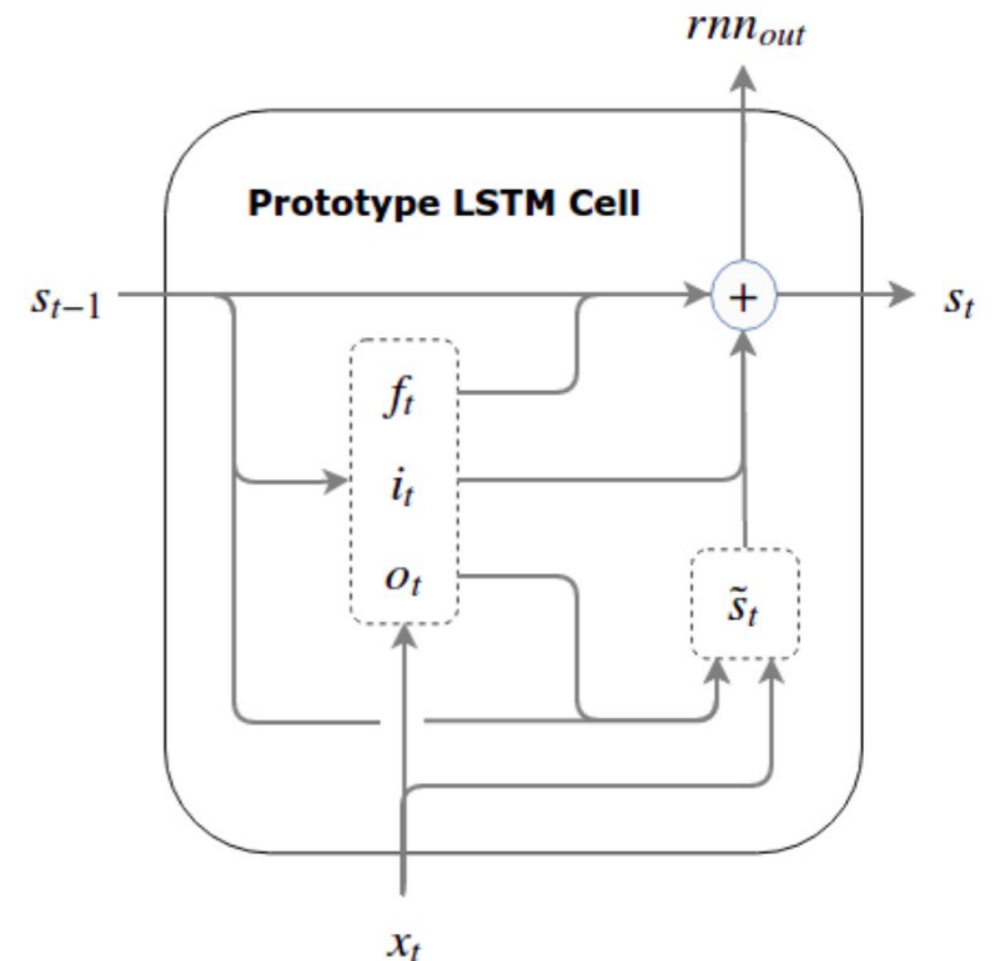 rnn_out
Prototype LSTM Cell
s_{t−1}
+
s_t
f_t
i_t
o_t
s̃_t
x_t